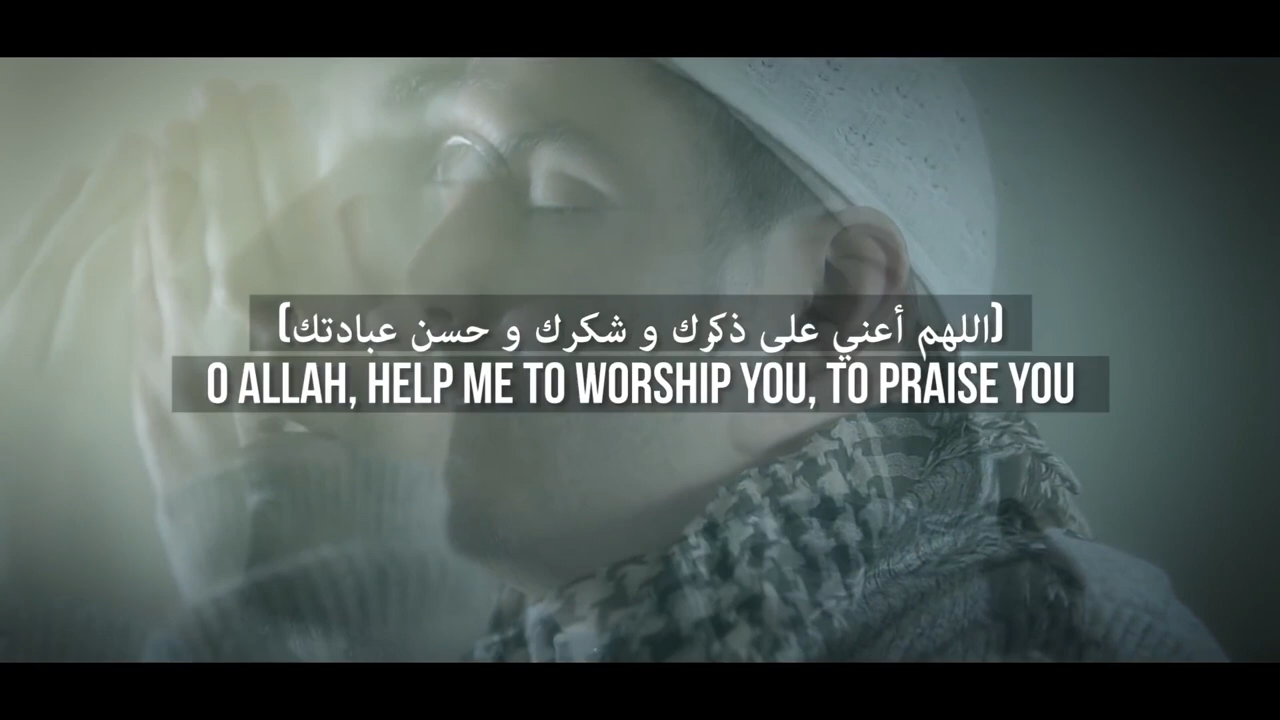 (اللهم أعني على ذكرك و شكرك و حسن عبادتك)
O ALLAH, HELP ME TO WORSHIP YOU, TO PRAISE YOU